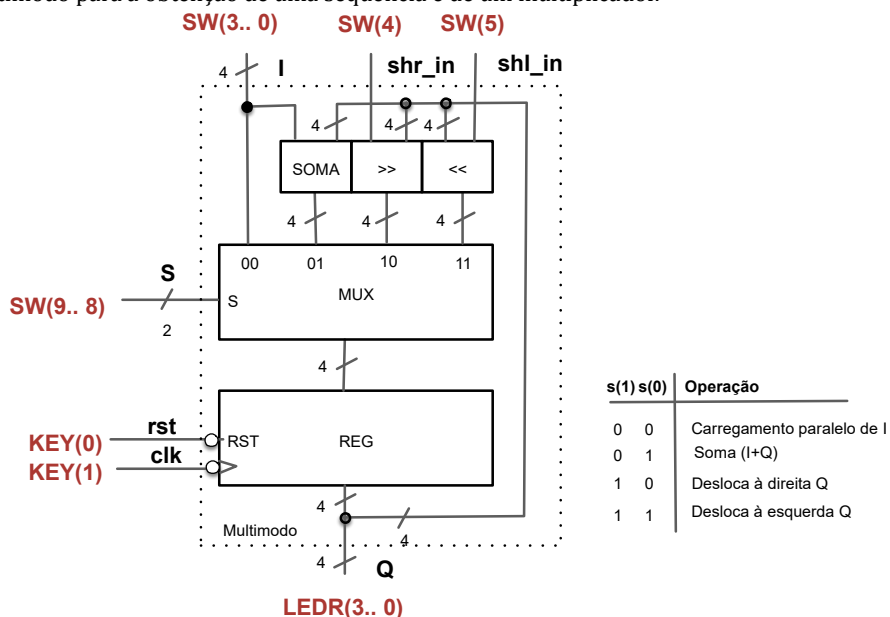 SW(3.. 0) SW(4) SW(5)
4 I shr_in shl_in
4 4 4
SOMA >> <<
4 4 4
00 01 10 11
S
S MUX
SW(9.. 8)
2
4
rst
KEY(0) RST REG
clk
KEY(1)
4
4
Multimodo
4 Q
LEDR(3.. 0)
s(1) s(0) Operação
0 0 Carregamento paralelo de I
0 1 Soma (I+Q)
1 0 Desloca à direita Q
1 1 Desloca à esquerda Q